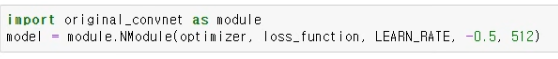 import original_convnet as module
model = module.NModule(optimizer, loss_function, LEARN_RATE, -0.5, 512)